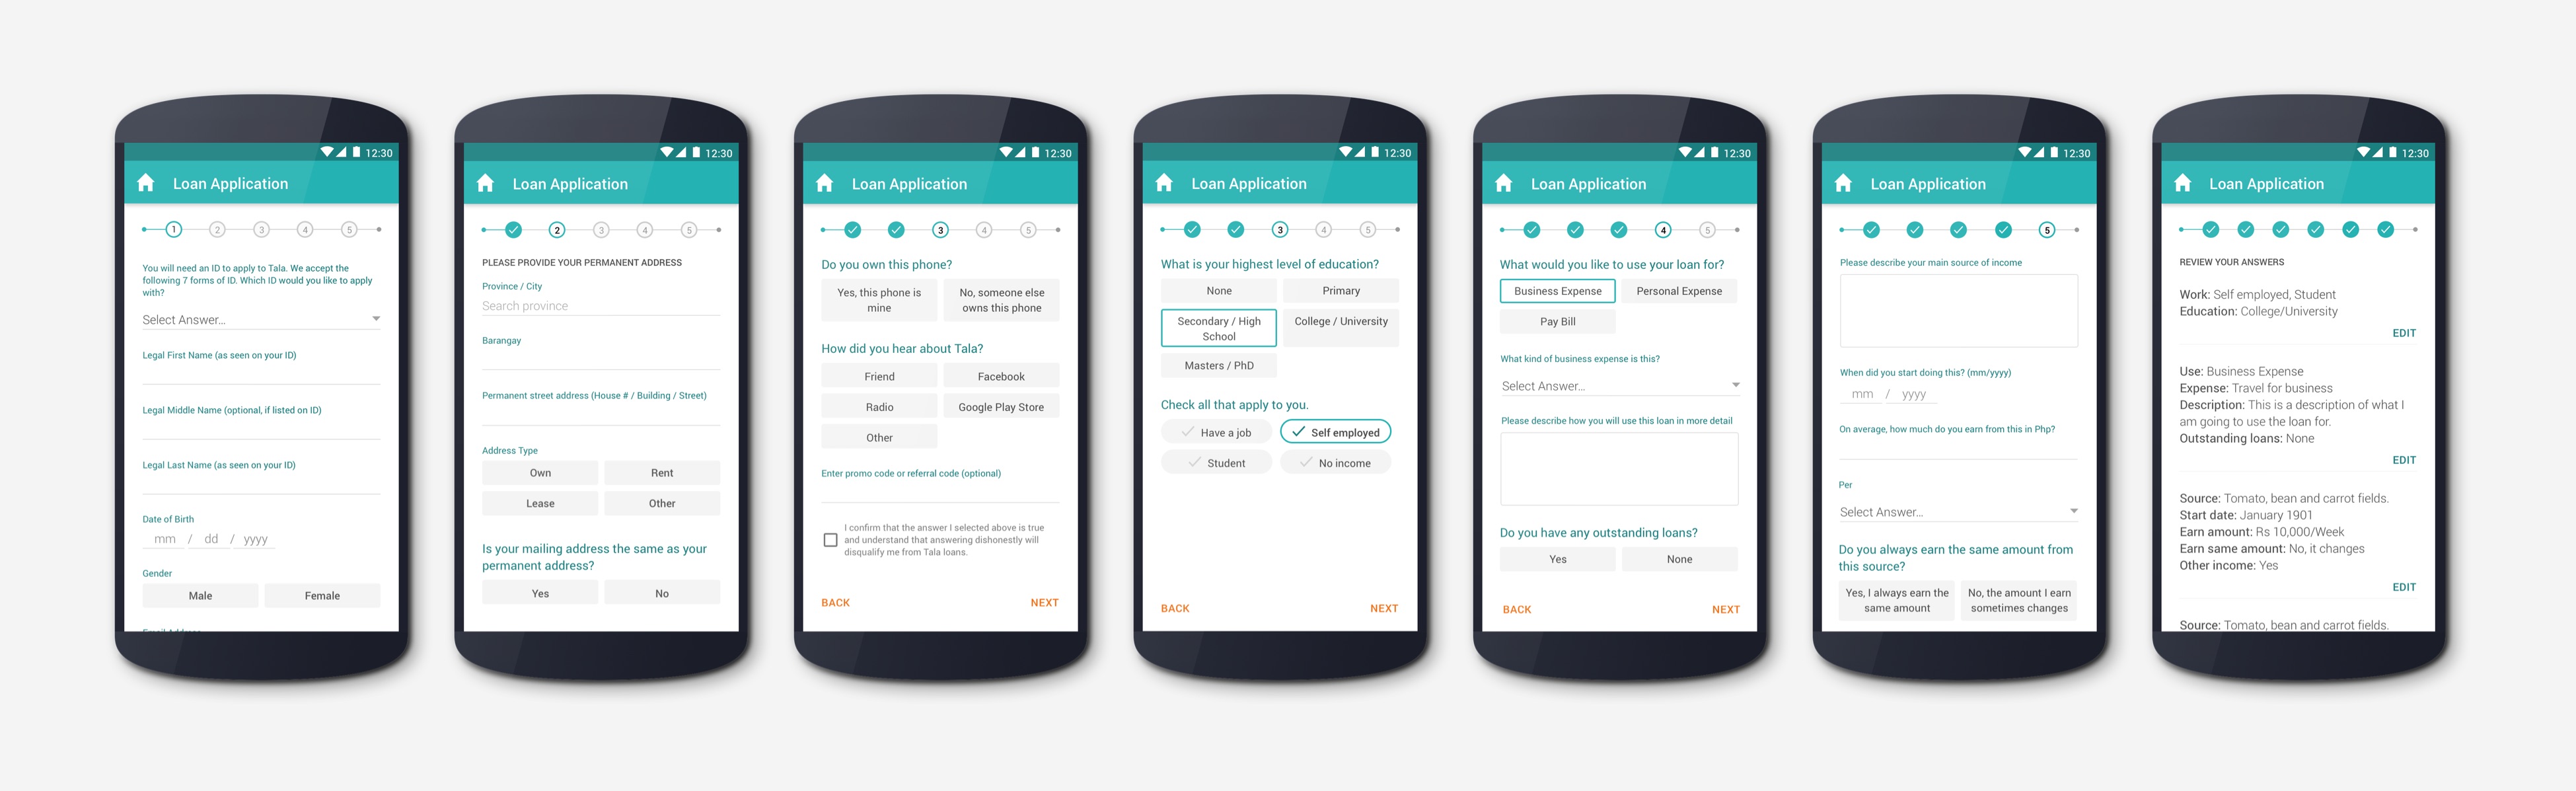 12:30
Loan Application
1 2 3 4 5
You will need an ID to apply to Tala. We accept the
following 7 forms of ID. Which ID would you like to apply
with?
Select Answer...
Legal First Name (as seen on your ID)
Legal Middle Name (optional, if listed on ID)
Legal Last Name (as seen on your ID)
Date of Birth
mm / dd / yyyy
Gender
Male Female
12:30
Loan Application
2 3 4 5
PLEASE PROVIDE YOUR PERMANENT ADDRESS
Province / City
Search province
Barangay
Permanent street address (House # / Building / Street)
Address Type
Own Rent
Lease Other
Is your mailing address the same as your
permanent address?
Yes No
12:30
Loan Application
3 4 5
Do you own this phone?
Yes, this phone is
mine
No, someone else
owns this phone
How did you hear about Tala?
Friend Facebook
Radio Google Play Store
Other
Enter promo code or referral code (optional)
I confirm that the answer I selected above is true
and understand that answering dishonestly will
disqualify me from Tala loans.
BACK NEXT
12:30
Loan Application
3 4 5
What is your highest level of education?
None Primary
Secondary / High
School
College / University
Masters / PhD
Check all that apply to you.
Have a job Self employed
Student No income
BACK NEXT
12:30
Loan Application
4 5
What would you like to use your loan for?
Business Expense Personal Expense
Pay Bill
What kind of business expense is this?
Select Answer...
Please describe how you will use this loan in more detail
Do you have any outstanding loans?
Yes None
BACK NEXT
12:30
Loan Application
5
Please describe your main source of income
When did you start doing this? (mm/yyyy)
mm / yyyy
On average, how much do you earn from this in Php?
Per
Select Answer...
Do you always earn the same amount from
this source?
Yes, I always earn the
same amount
No, the amount I earn
sometimes changes
12:30
Loan Application
REVIEW YOUR ANSWERS
Work: Self employed, Student
Education: College/University
EDIT
Use: Business Expense
Expense: Travel for business
Description: This is a description of what I
am going to use the loan for.
Outstanding loans: None
EDIT
Source: Tomato, bean and carrot fields.
Start date: January 1901
Earn amount: Rs 10,000/Week
Earn same amount: No, it changes
Other income: Yes
EDIT
Source: Tomato, bean and carrot fields.